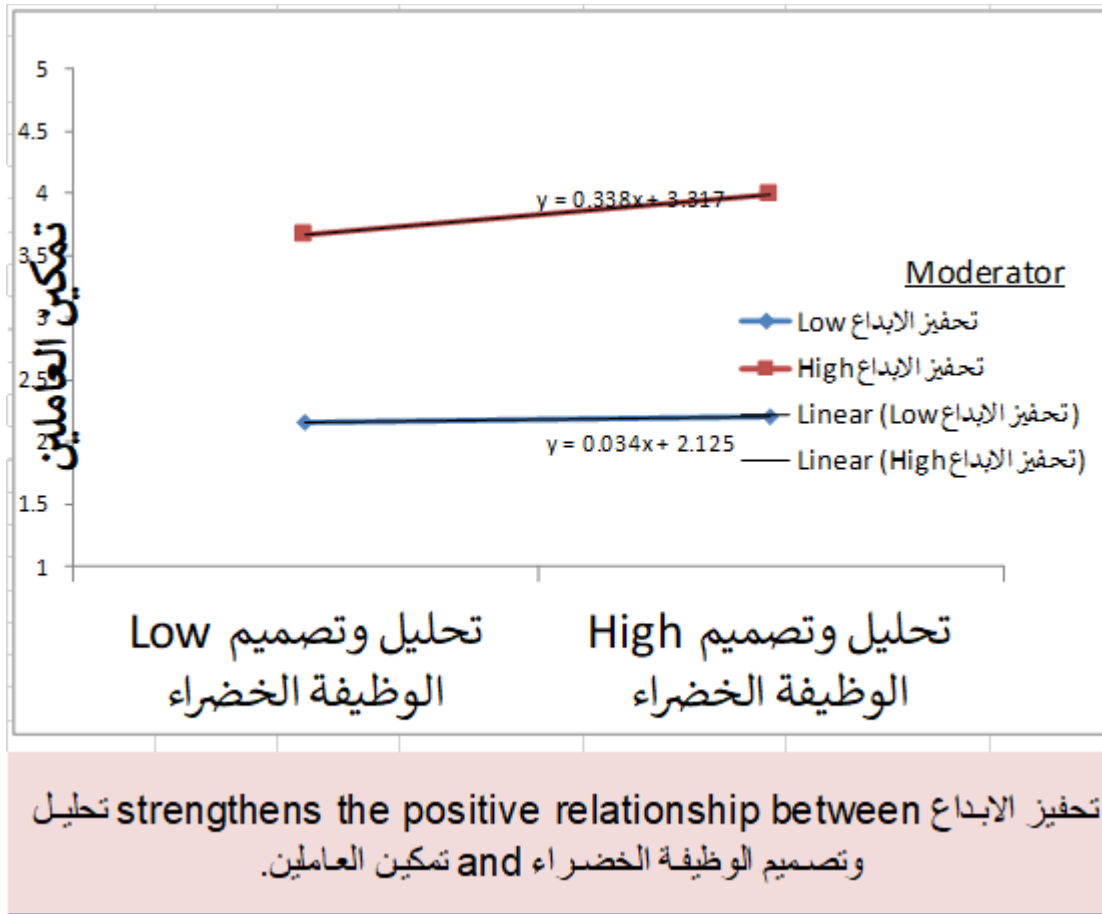 5
4.5
4
3.5
3
2.5
2
1.5
1
تمكين العاملين
y = 0.338x + 3.317
y = 0.034x + 2.125
Moderator
Low تحفيز الابداع
High تحفيز الابداع
Linear (Low تحفيز الابداع)
Linear (High تحفيز الابداع)
Low تحليل وتصميم
الوظيفة الخضراء
High تحليل وتصميم
الوظيفة الخضراء
تحفيز الابداع strengthens the positive relationship between تحليل
وتصميم الوظيفة الخضراء and تمكين العاملين.